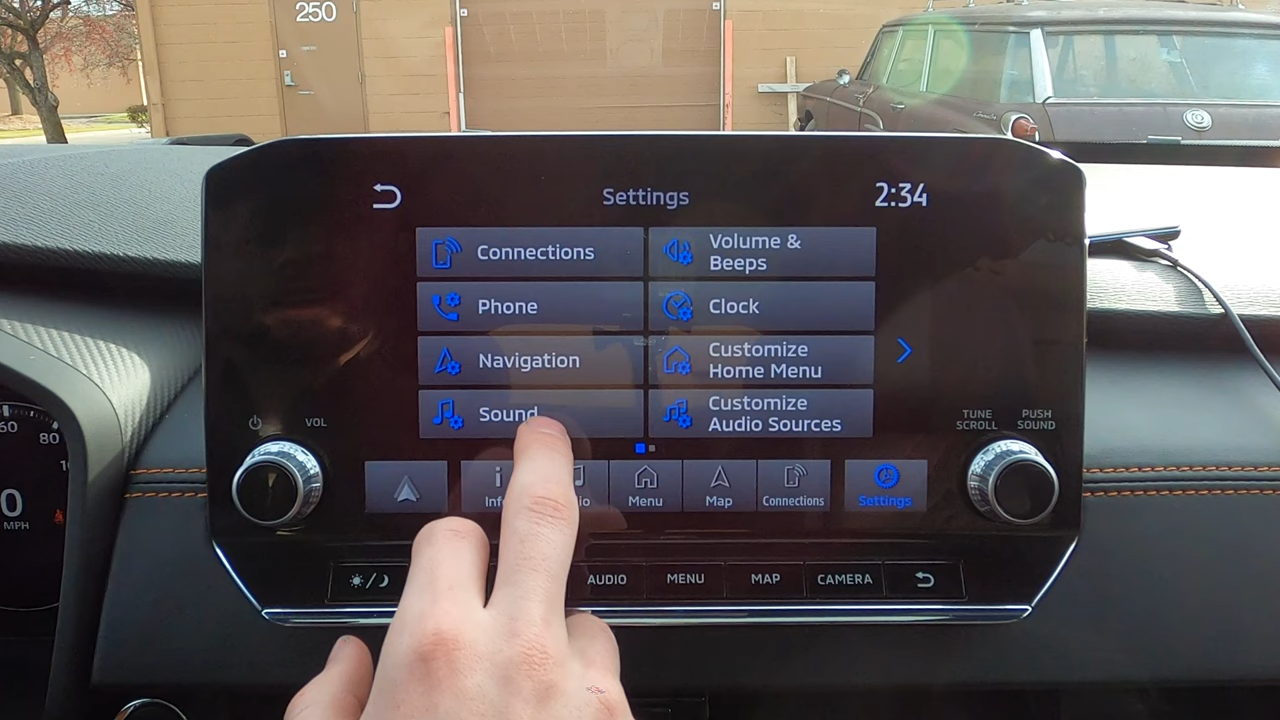 250
Settings
2:34
Connections
Volume &
Beeps
Phone
Clock
Navigation
Customize
Home Menu
Sound
Customize
Audio Sources
VOL
TUNE
SCROLL
PUSH
SOUND
60
80
0
MPH
Menu
Map
Connections
Settings
AUDIO
MENU
MAP
CAMERA